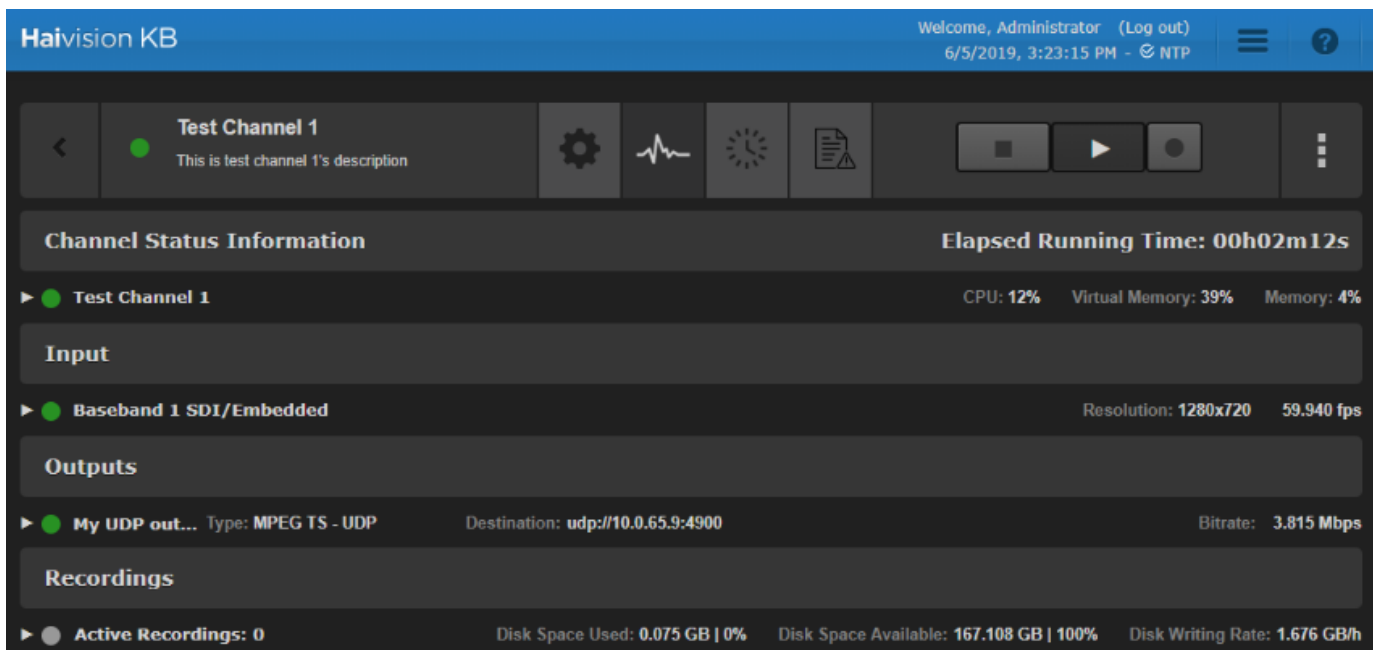 Haivision KB
Welcome, Administrator (Log out)
6/5/2019, 3:23:15 PM - NTP
Test Channel 1
This is test channel 1's description
Channel Status Information Elapsed Running Time: 00h02m12s
Test Channel 1 CPU: 12% Virtual Memory: 39% Memory: 4%
Input
Baseband 1 SDI/Embedded Resolution: 1280x720 59.940 fps
Outputs
My UDP out... Type: MPEG TS - UDP Destination: udp://10.0.65.9:4900 Bitrate: 3.815 Mbps
Recordings
Active Recordings: 0 Disk Space Used: 0.075 GB | 0% Disk Space Available: 167.108 GB | 100% Disk Writing Rate: 1.676 GB/h